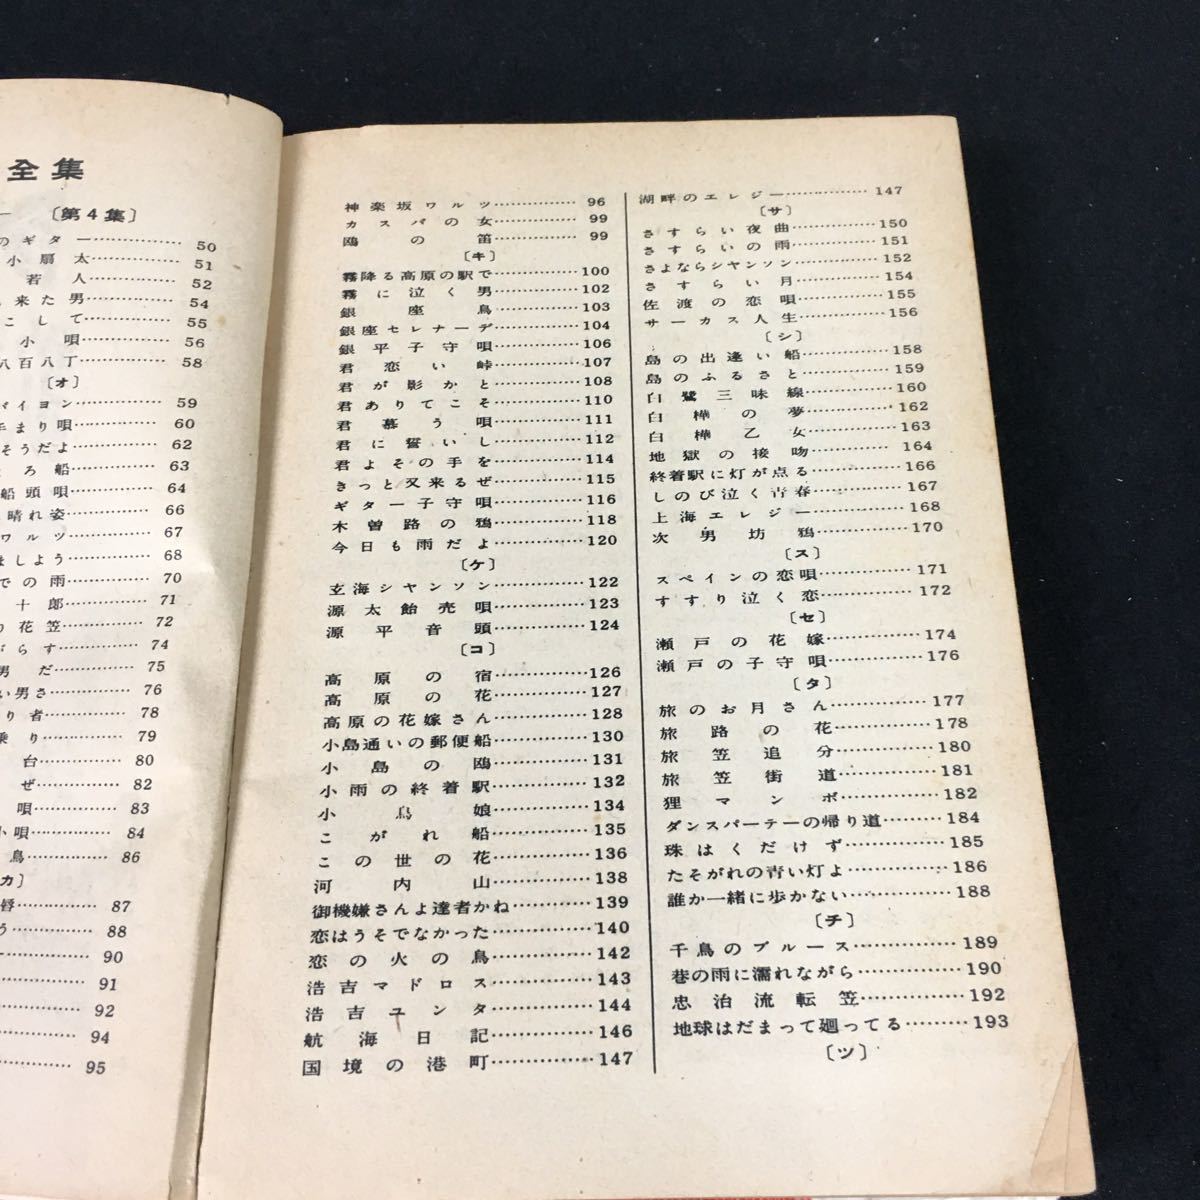 全集
〔第4集〕
のギター……………50
小扇太……………51
若人……………52
来た男……………54
こして……………55
小唄……………56
八百八丁……………58
〔オ〕
バイヨン……………59
手まり唄……………60
そうだよ……………62
ろ船……………63
船頭唄……………64
晴れ姿……………66
ワルツ……………67
ましよう……………68
での雨……………70
十郎……………71
り花笠……………72
がらす……………74
男だ……………75
い男さ……………76
り者……………78
乗り……………79
台……………80
ぜ……………82
唄……………83
小唄……………84
鳥……………86
カ〕
唇……………87
う……………88
……………90
……………91
……………92
……………94
……………95
神楽坂ワルツ……………96
カスバの女……………99
鴎の笛……………99
〔キ〕
霧降る高原の駅で……………100
霧に泣く男……………102
銀座鳥……………103
銀座セレナーデ……………104
銀平子守唄……………106
君恋い峠……………107
君が影かと……………108
君ありてこそ……………110
君慕う唄……………111
君に誓いし……………112
君よその手を……………114
きっと又来るぜ……………115
ギター子守唄……………116
木曽路の鴉……………118
今日も雨だよ……………120
〔ケ〕
玄海シヤンソン……………122
源太飴売唄……………123
源平音頭……………124
〔コ〕
高原の宿……………126
高原の花……………127
高原の花嫁さん……………128
小島通いの郵便船……………130
小島の鴎……………131
小雨の終着駅……………132
小鳥娘……………134
こがれ船……………135
この世の花……………136
河内山……………138
御機嫌さんよ達者かね……………139
恋はうそでなかった……………140
恋の火の鳥……………142
浩吉マドロス……………143
浩吉ユンタ……………144
航海日記……………146
国境の港町……………147
湖畔のエレジー……………147
〔サ〕
さすらい夜曲……………150
さすらいの雨……………151
さよならシヤンソン……………152
さすらい月……………154
佐渡の恋唄……………155
サーカス人生……………156
〔シ〕
島の出逢い船……………158
島のふるさと……………159
白鷺三味線……………160
白樺の夢……………162
白樺乙女……………163
地獄の接吻……………164
終着駅に灯が点る……………166
しのび泣く青春……………167
上海エレジー……………168
次男坊鴉……………170
〔ス〕
スペインの恋唄……………171
すすり泣く恋……………172
〔セ〕
瀬戸の花嫁……………174
瀬戸の子守唄……………176
〔タ〕
旅のお月さん……………177
旅路の花……………178
旅笠追分……………180
旅笠街道……………181
狸マンボ……………182
ダンスパーテーの帰り道………184
珠はくだけず……………185
たそがれの青い灯よ……………186
誰か一緒に歩かない……………188
〔チ〕
千鳥のブルース……………189
巷の雨に濡れながら……………190
忠治流転笠……………192
地球はだまって廻ってる………193
〔ツ〕